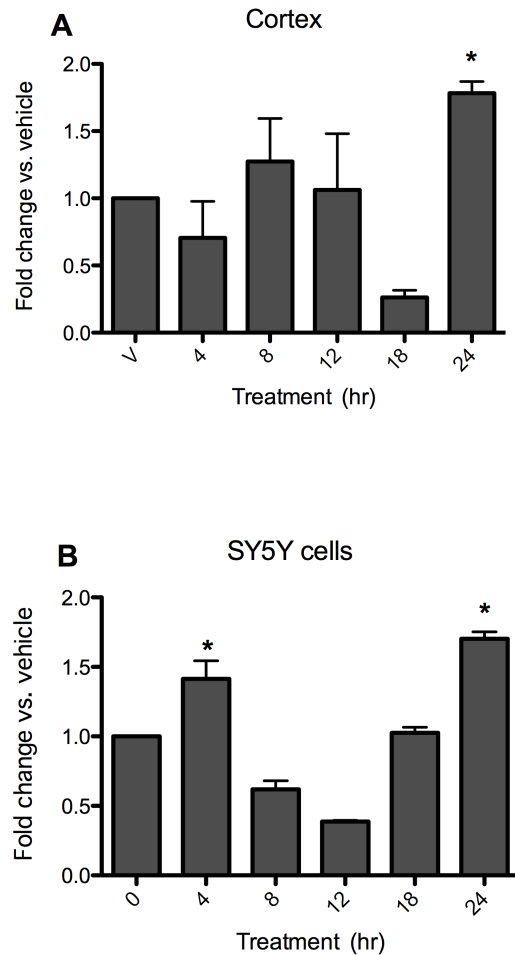 A
Cortex
Fold change vs. vehicle
2.0
*
1.5
1.0
0.5
0.0
V 4 8 12 18 24
Treatment (hr)
B
SY5Y cells
Fold change vs. vehicle
2.0
*
*
1.5
1.0
0.5
0.0
0 4 8 12 18 24
Treatment (hr)